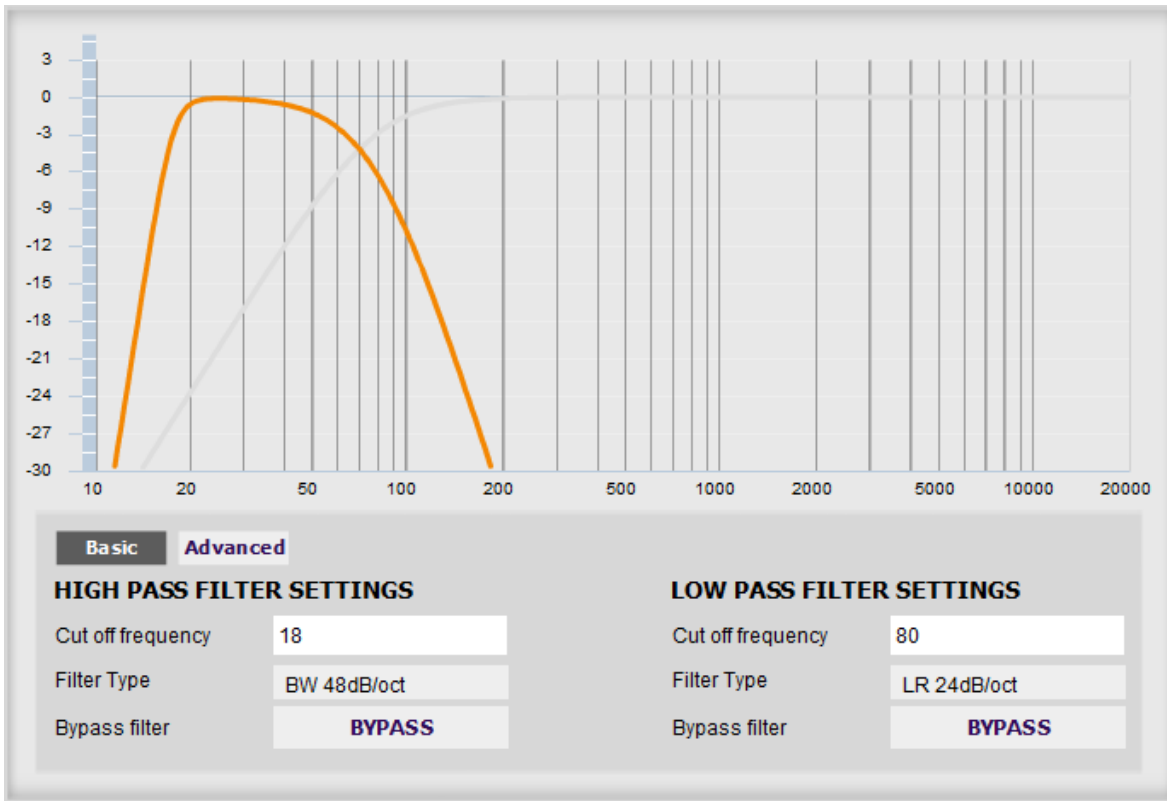 3
0
-3
-6
-9
-12
-15
-18
-21
-24
-27
-30
10 20 50 100 200 500 1000 2000 5000 10000 20000
Basic Advanced
HIGH PASS FILTER SETTINGS LOW PASS FILTER SETTINGS
Cut off frequency 18 Cut off frequency 80
Filter Type BW 48dB/oct Filter Type LR 24dB/oct
Bypass filter BYPASS Bypass filter BYPASS